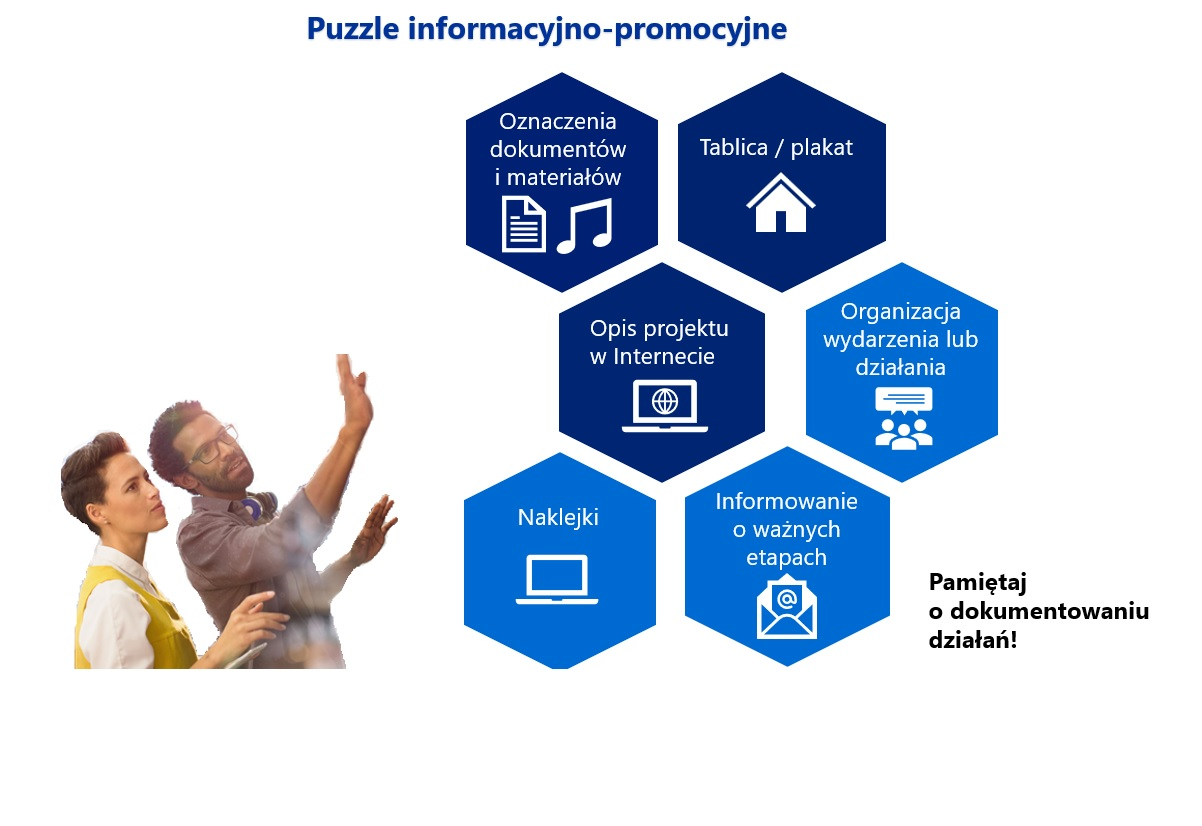 Puzzle informacyjno-promocyjne
Oznaczenia
dokumentów
i materiałów
Tablica / plakat
Opis projektu
w Internecie
Organizacja
wydarzenia lub
działania
Naklejki
Informowanie
o ważnych
etapach
@
Pamiętaj
o dokumentowaniu
działań!